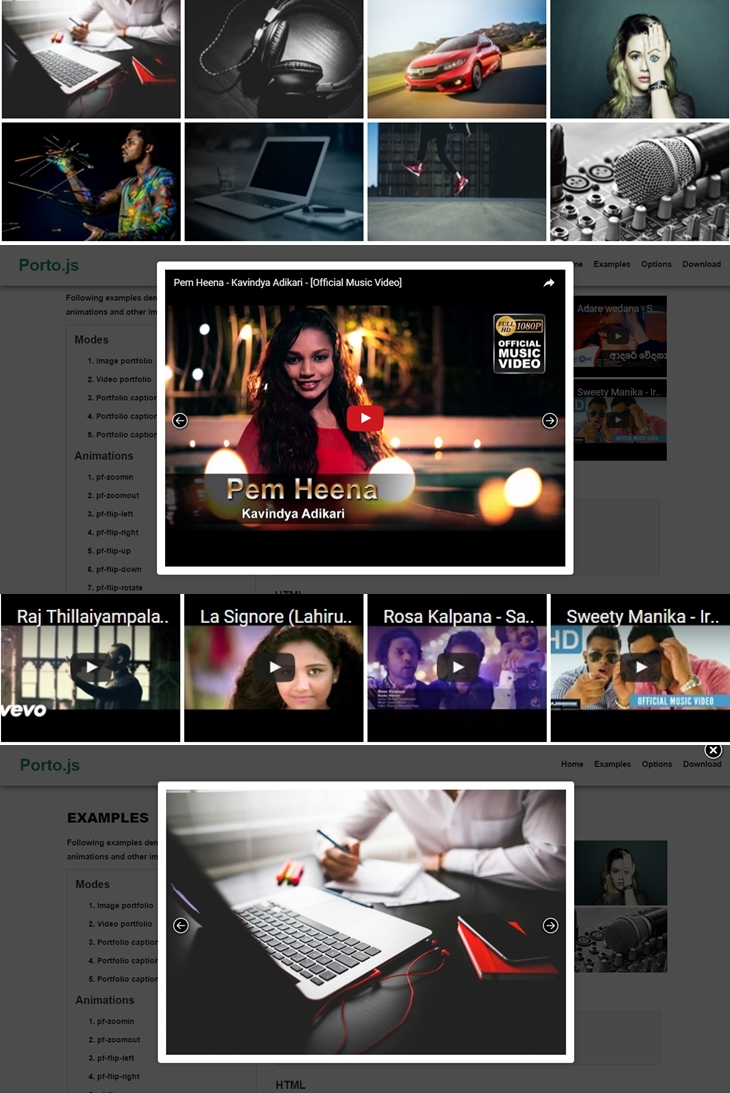 Porto.js
Examples
Options
Download
Following examples
animations and other
Modes
1. Image portfolio
2. Video portfolio
3. Portfolio caption
4. Portfolio caption
5. Portfolio caption
Animations
1. pf-zoomin
2. pf-zoomout
3. pf-flip-left
4. pf-flip-right
5. pf-flip-up
6. pf-flip-down
7. pf-flip-rotate
Pem Heena - Kavindya Adikari - [Official Music Video]
FULL HD 1080P
OFFICIAL
MUSIC
VIDEO
Pem Heena
Kavindya Adikari
Adare wedana - S...
ආදරේ වේදනා
Sweety Manika - Ir..
OFFICIAL MUSIC VIDEO
HTML
Raj Thillaiyampala..
La Signore (Lahiru..
Rosa Kalpana - Sa..
Sweety Manika - Ir..
vevo
HD
OFFICIAL MUSIC VIDEO
Porto.js
Home
Examples
Options
Download
EXAMPLES
Following examples
animations and other
Modes
1. Image portfolio
2. Video portfolio
3. Portfolio caption
4. Portfolio caption
5. Portfolio caption
Animations
1. pf-zoomin
2. pf-zoomout
3. pf-flip-left
4. pf-flip-right
HTML